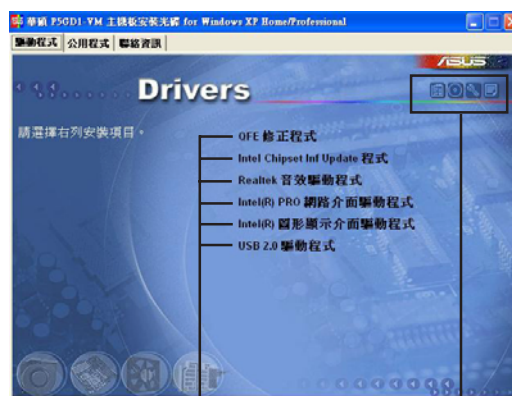 華碩 P5GD1-VM 主機板安裝光碟 for Windows XP Home/Professional
驅動程式 公用程式 聯絡資訊
ASUS
Drivers
請選擇右列安裝項目。
QFE 修正程式
Intel Chipset Inf Update 程式
Realtek 音效驅動程式
Intel(R) PRO 網路介面驅動程式
Intel(R) 圖形顯示介面驅動程式
USB 2.0 驅動程式